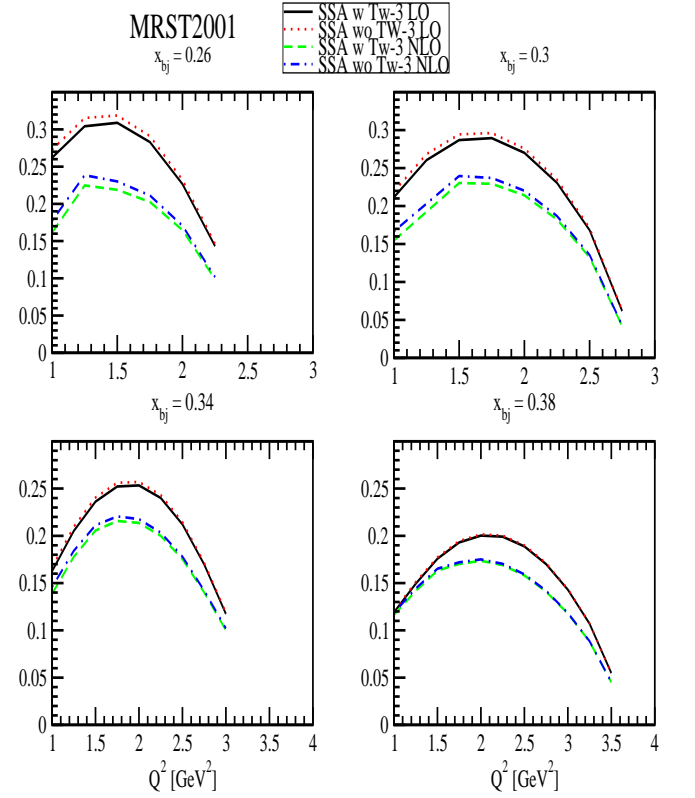 MRST2001
SSA w Tw-3 LO
SSA wo TW-3 LO
SSA w Tw-3 NLO
SSA wo Tw-3 NLO
x_bj = 0.26
x_bj = 0.3
0.3
0.25
0.2
0.15
0.1
0.05
0
1 1.5 2 2.5 3
0.3
0.25
0.2
0.15
0.1
0.05
0
1 1.5 2 2.5 3
x_bj = 0.34
x_bj = 0.38
0.25
0.2
0.15
0.1
0.05
0
1 1.5 2 2.5 3 3.5 4
Q^2 [GeV^2]
0.25
0.2
0.15
0.1
0.05
0
1 1.5 2 2.5 3 3.5 4
Q^2 [GeV^2]